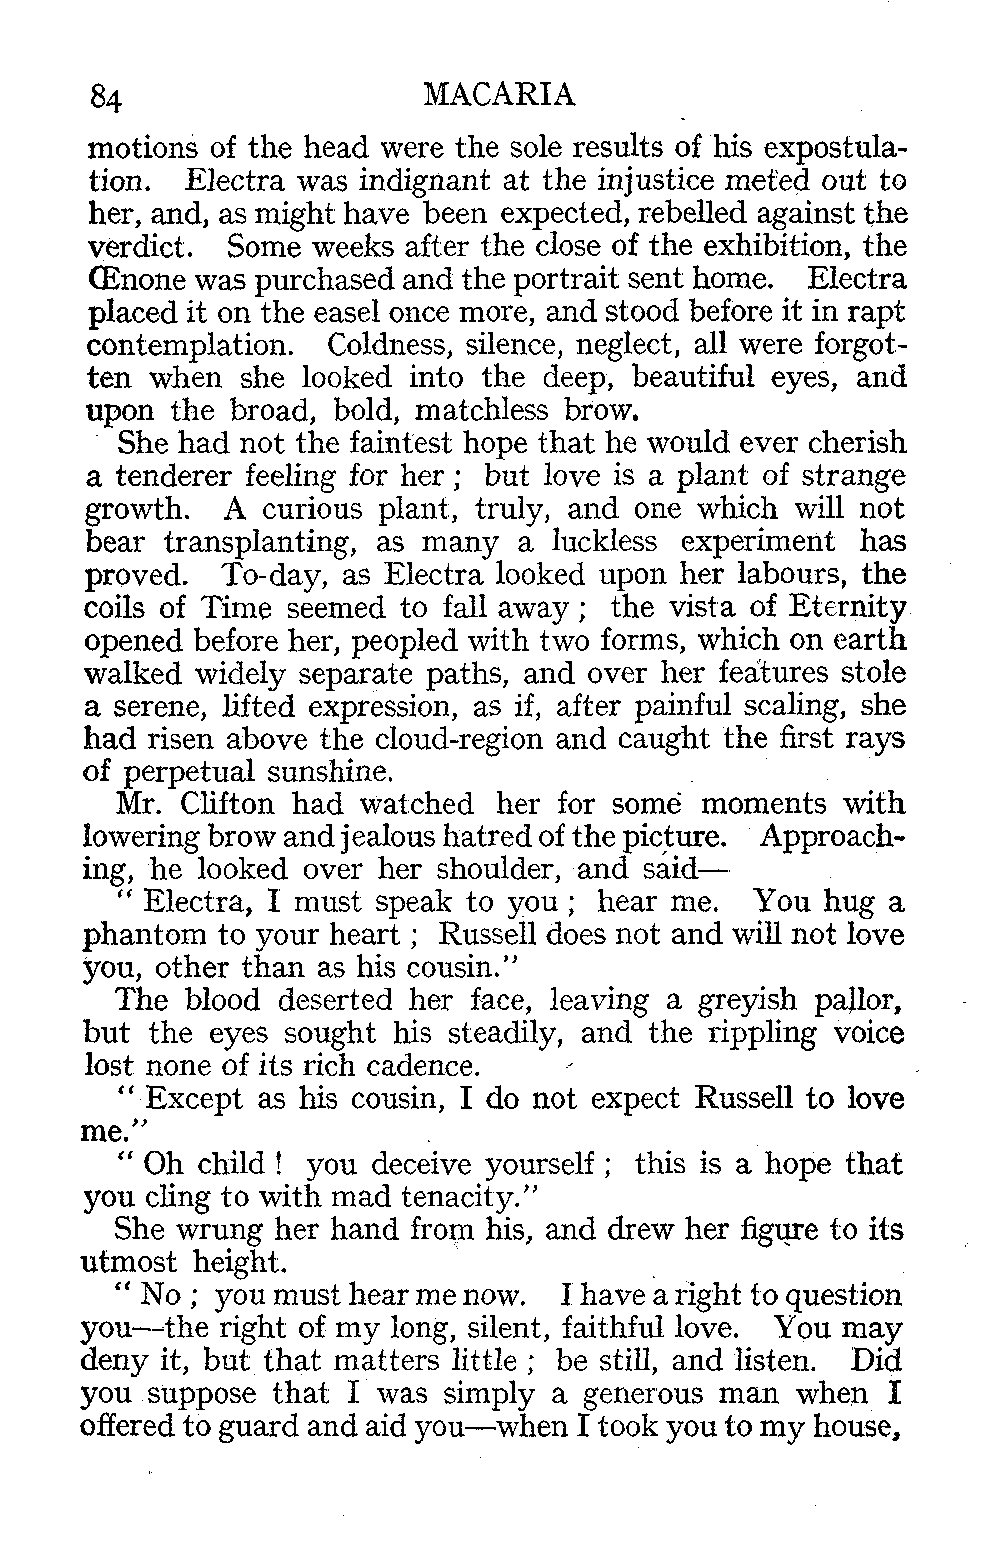 84 MACARIA
motions of the head were the sole results of his expostula-
tion. Electra was indignant at the injustice meted out to
her, and, as might have been expected, rebelled against the
verdict. Some weeks after the close of the exhibition, the
Œnone was purchased and the portrait sent home. Electra
placed it on the easel once more, and stood before it in rapt
contemplation. Coldness, silence, neglect, all were forgot-
ten when she looked into the deep, beautiful eyes, and
upon the broad, bold, matchless brow.
She had not the faintest hope that he would ever cherish
a tenderer feeling for her ; but love is a plant of strange
growth. A curious plant, truly, and one which will not
bear transplanting, as many a luckless experiment has
proved. To-day, as Electra looked upon her labours, the
coils of Time seemed to fall away ; the vista of Eternity
opened before her, peopled with two forms, which on earth
walked widely separate paths, and over her features stole
a serene, lifted expression, as if, after painful scaling, she
had risen above the cloud-region and caught the first rays
of perpetual sunshine.
Mr. Clifton had watched her for some moments with
lowering brow and jealous hatred of the picture. Approach-
ing, he looked over her shoulder, and said—
" Electra, I must speak to you ; hear me. You hug a
phantom to your heart ; Russell does not and will not love
you, other than as his cousin."
The blood deserted her face, leaving a greyish pallor,
but the eyes sought his steadily, and the rippling voice
lost none of its rich cadence.
" Except as his cousin, I do not expect Russell to love
me."
" Oh child ! you deceive yourself ; this is a hope that
you cling to with mad tenacity."
She wrung her hand from his, and drew her figure to its
utmost height.
" No ; you must hear me now. I have a right to question
you—the right of my long, silent, faithful love. You may
deny it, but that matters little ; be still, and listen. Did
you suppose that I was simply a generous man when I
offered to guard and aid you—when I took you to my house,